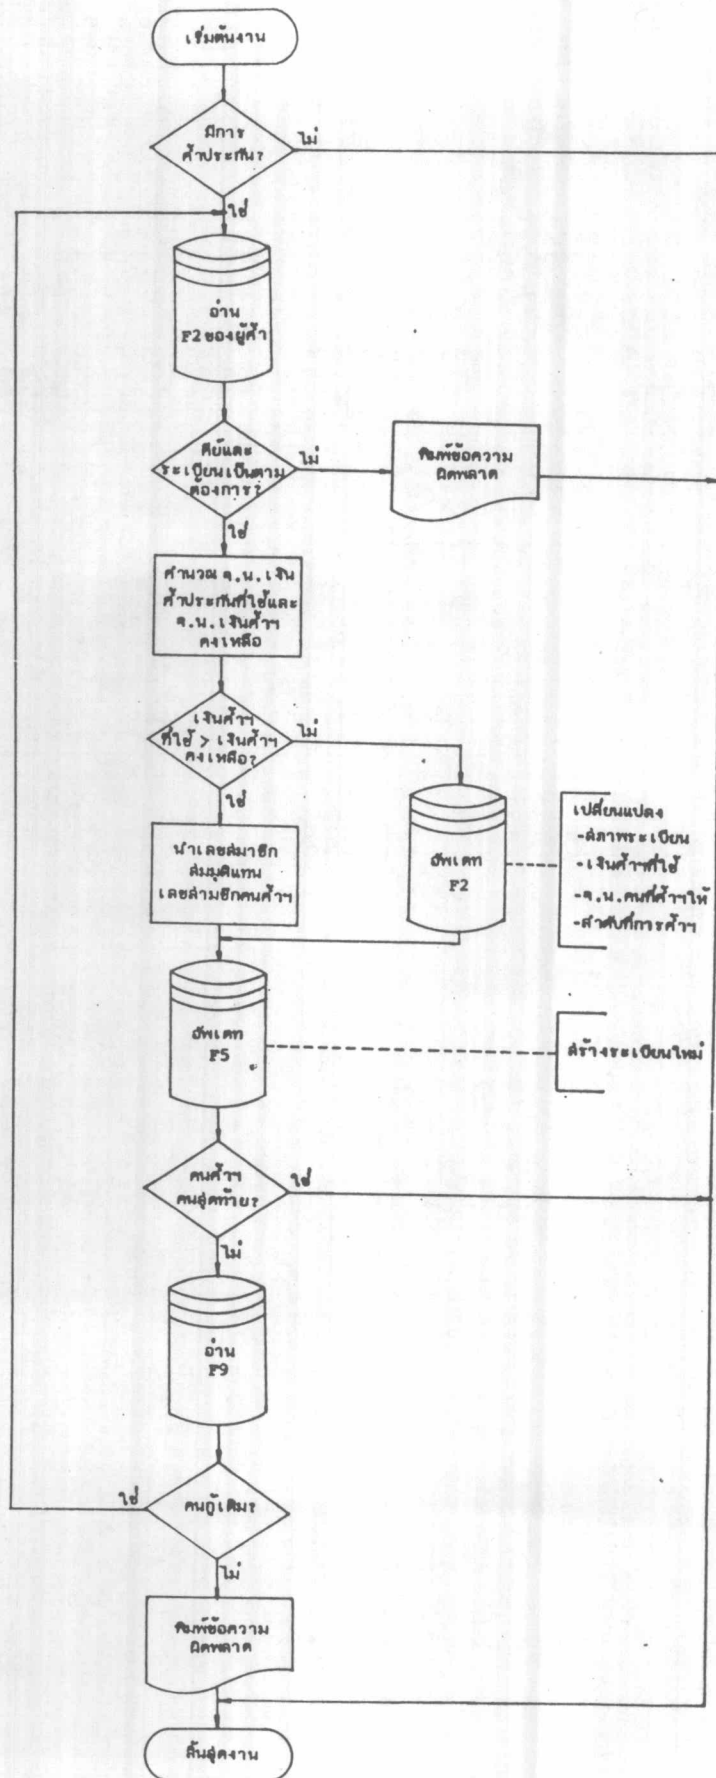 เริ่มต้นงาน
มีการ
ค้ำประกัน?
ไม่
ใช่
อ่าน
F2 ของผู้ค้ำ
คีย์และ
ระเบียนเป็นตาม
ต้องการ?
ไม่
พิมพ์ข้อความ
ผิดพลาด
ใช่
คำนวณ จ.น. เงิน
ค้ำประกันที่ใช้และ
จ.น. เงินค้ำฯ
คงเหลือ
เงินค้ำฯ
ที่ใช้ > เงินค้ำฯ
คงเหลือ?
ไม่
ใช่
นำเลขสมาชิก
สมมุติแทน
เลขสามชิกคนค้ำฯ
อัพเดท
F2
เปลี่ยนแปลง
-สภาพระเบียน
-เงินค้ำฯที่ใช้
-จ.น. คนที่ค้ำฯให้
-ลำดับที่การค้ำฯ
อัพเดท
F5
สร้างระเบียนใหม่
คนค้ำฯ
คนสุดท้าย?
ใช่
ไม่
อ่าน
F9
คนกู้เดิม?
ใช่
ไม่
พิมพ์ข้อความ
ผิดพลาด
สิ้นสุดงาน